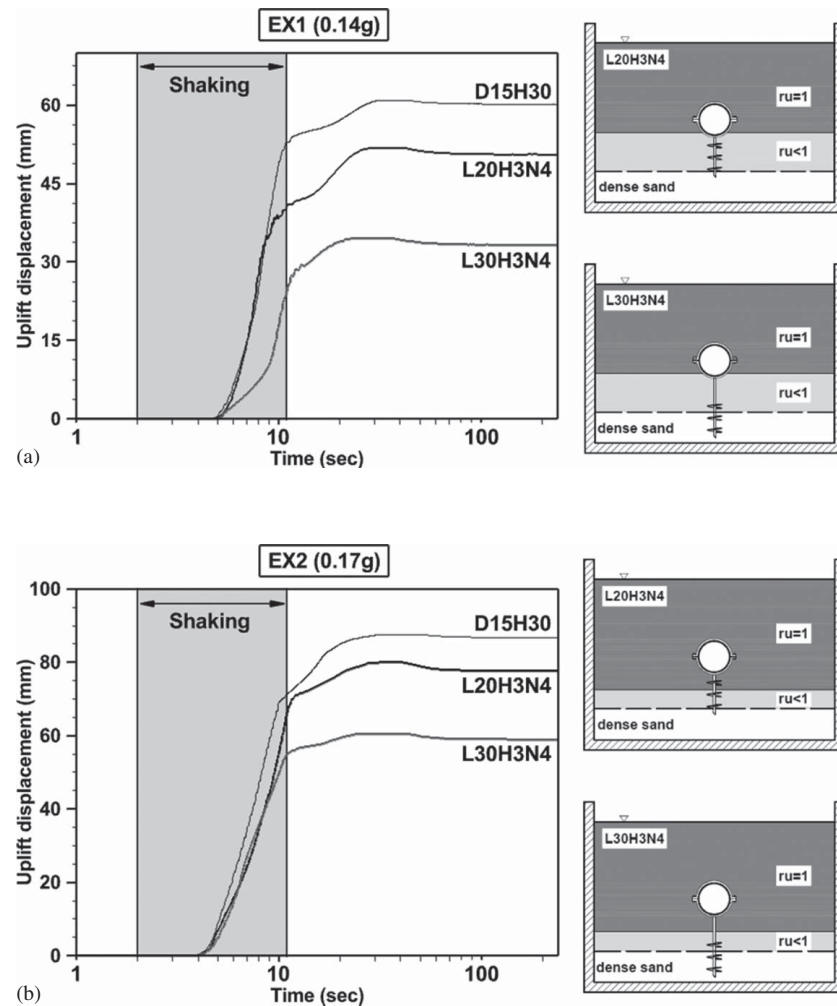 EX1 (0.14g)
Shaking
D15H30
L20H3N4
L30H3N4
Uplift displacement (mm)
60
45
30
15
0
1
10
100
Time (sec)
(a)
L20H3N4
ru=1
ru<1
dense sand
L30H3N4
ru=1
ru<1
dense sand
EX2 (0.17g)
Shaking
D15H30
L20H3N4
L30H3N4
Uplift displacement (mm)
100
80
60
40
20
0
1
10
100
Time (sec)
(b)
L20H3N4
ru=1
ru<1
dense sand
L30H3N4
ru=1
ru<1
dense sand